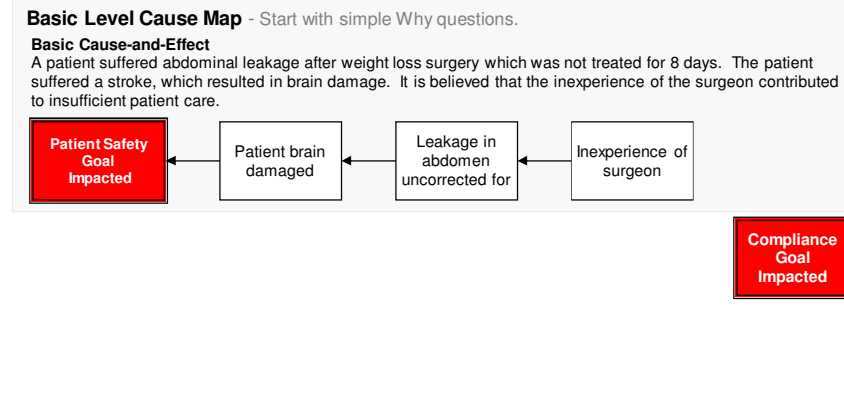 Basic Level Cause Map - Start with simple Why questions.
Basic Cause-and-Effect
A patient suffered abdominal leakage after weight loss surgery which was not treated for 8 days. The patient
suffered a stroke, which resulted in brain damage. It is believed that the inexperience of the surgeon contributed
to insufficient patient care.
Patient Safety
Goal
Impacted
Patient brain
damaged
Leakage in
abdomen
uncorrected for
Inexperience of
surgeon
Compliance
Goal
Impacted